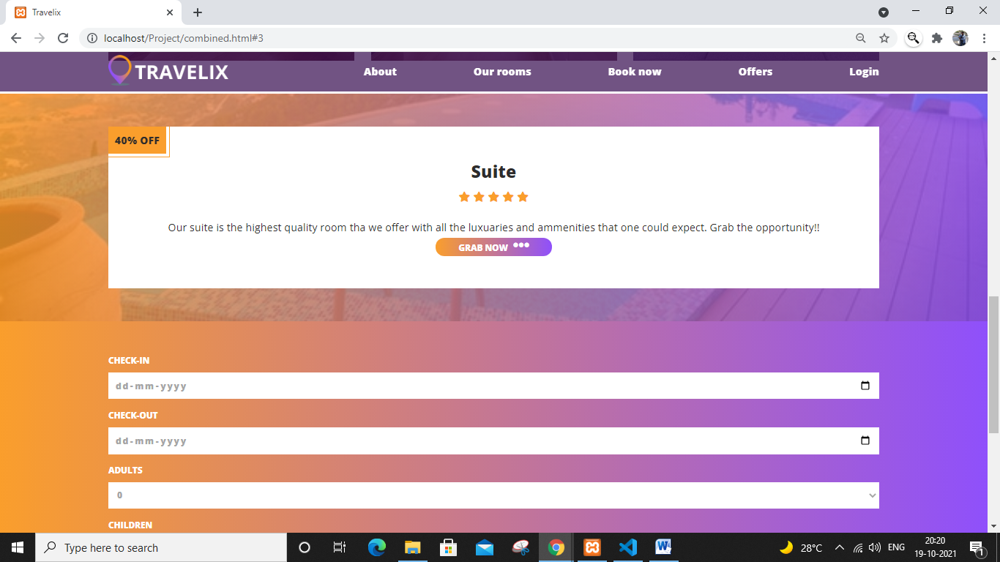 Travelix
localhost/Project/combined.html#3
TRAVELIX
About
Our rooms
Book now
Offers
Login
40% OFF
Suite
Our suite is the highest quality room tha we offer with all the luxuaries and ammenities that one could expect. Grab the opportunity!!
GRAB NOW
CHECK-IN
dd-mm-yyyy
CHECK-OUT
dd-mm-yyyy
ADULTS
0
CHILDREN
Type here to search
28°C
ENG
20:20
19-10-2021
1